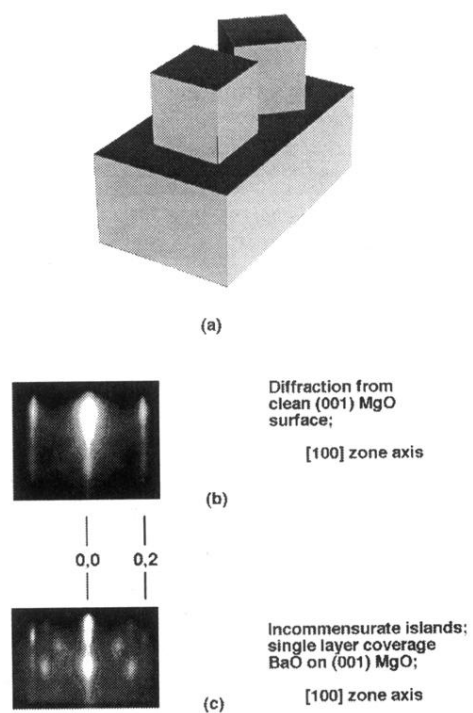 (a)
Diffraction from
clean (001) MgO
surface;
[100] zone axis
(b)
0,0 0,2
Incommensurate islands;
single layer coverage
BaO on (001) MgO;
[100] zone axis
(c)